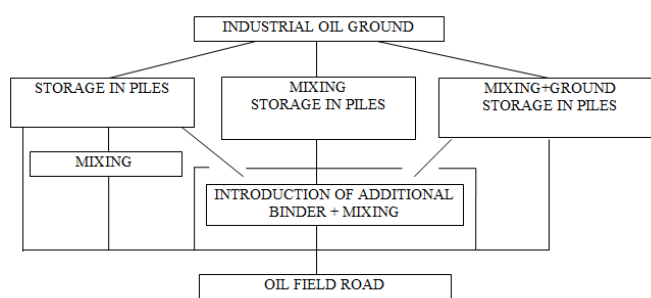 INDUSTRIAL OIL GROUND
STORAGE IN PILES
MIXING
STORAGE IN PILES
MIXING+GROUND
STORAGE IN PILES
MIXING
INTRODUCTION OF ADDITIONAL
BINDER + MIXING
OIL FIELD ROAD